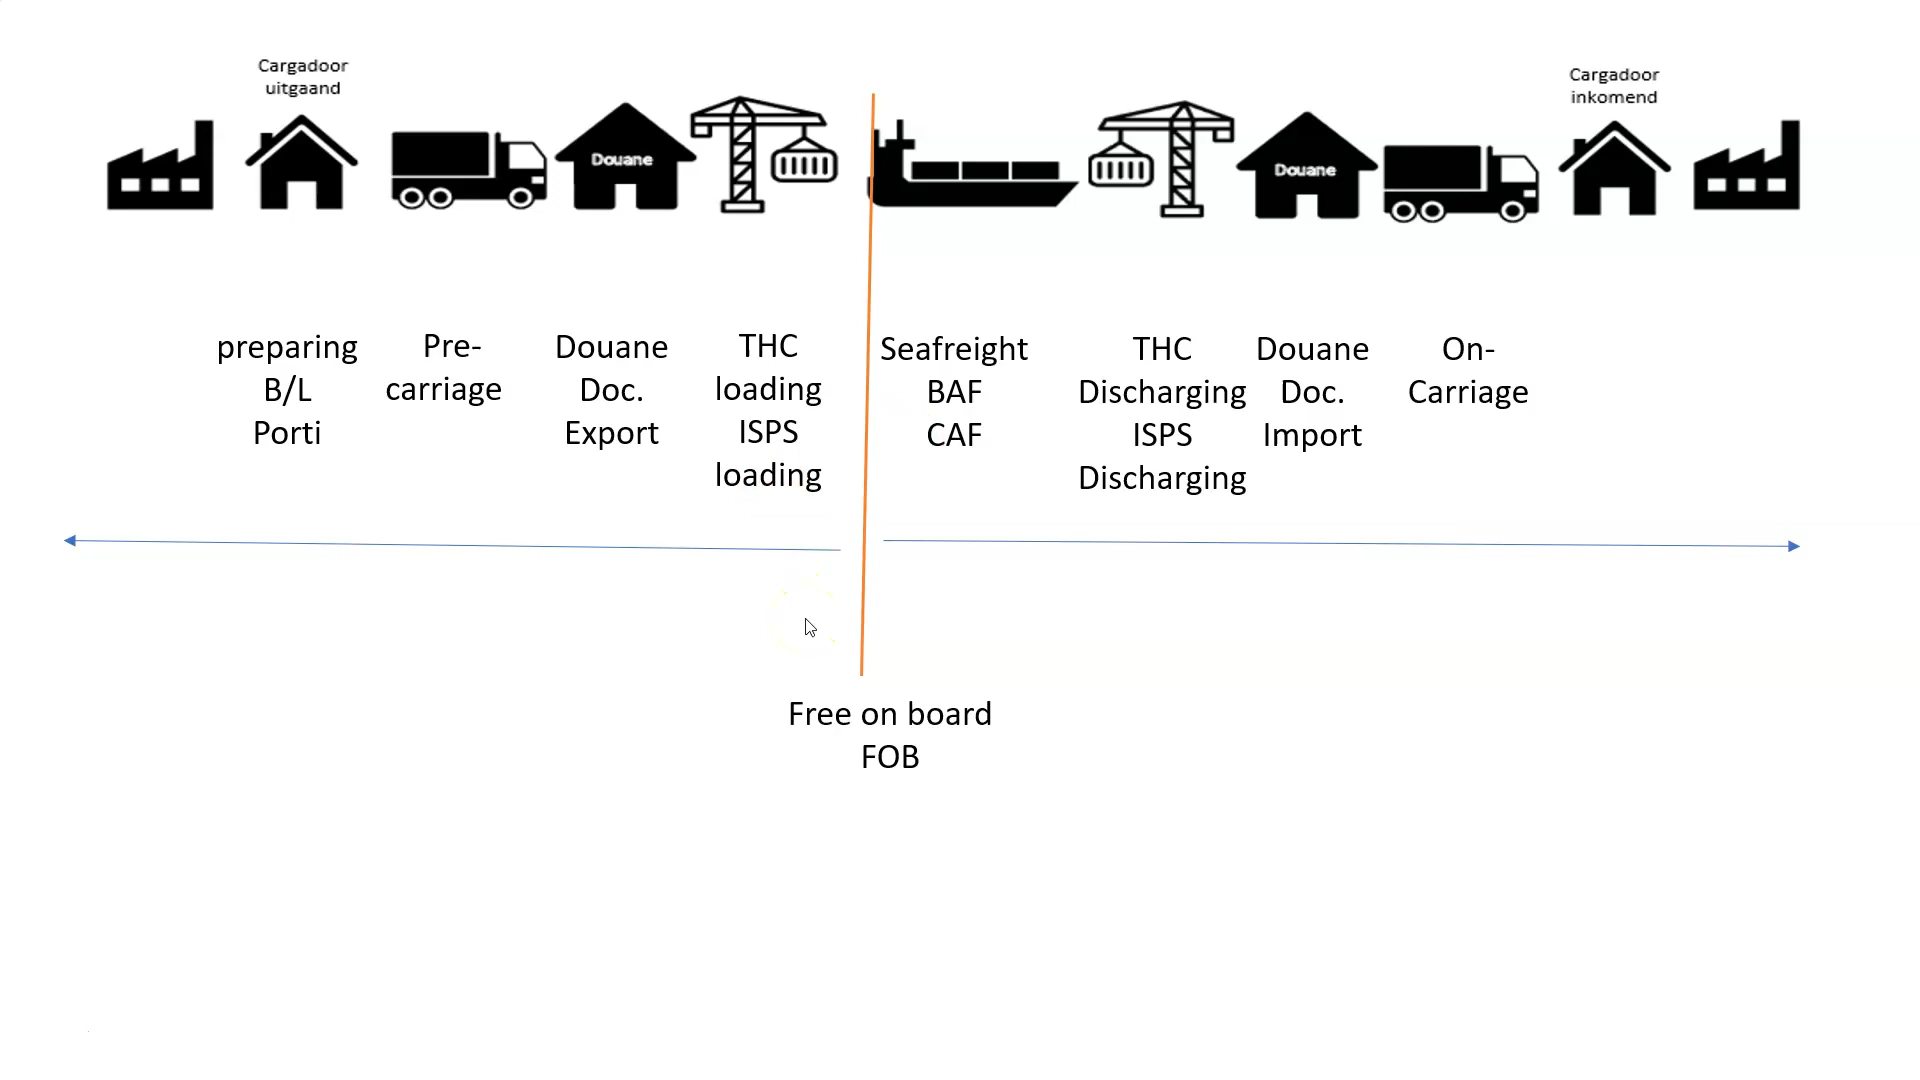 Cargadoor
uitgaand
Cargadoor
inkomend
Douane
Douane
preparing
B/L
Porti
Pre-
carriage
Douane
Doc.
Export
THC
loading
ISPS
loading
Seafreight
BAF
CAF
THC
Discharging
ISPS
Discharging
Douane
Doc.
Import
On-
Carriage
Free on board
FOB